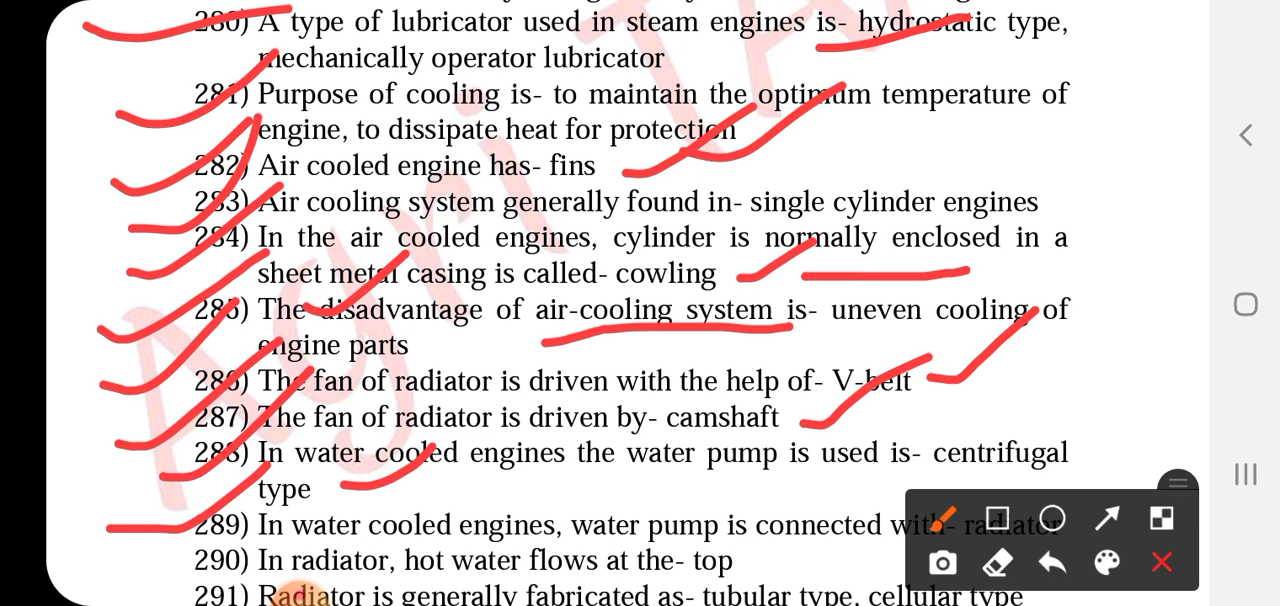 280) A type of lubricator used in steam engines is- hydrostatic type,
mechanically operator lubricator
281) Purpose of cooling is- to maintain the optimum temperature of
engine, to dissipate heat for protection
282) Air cooled engine has- fins
283) Air cooling system generally found in- single cylinder engines
284) In the air cooled engines, cylinder is normally enclosed in a
sheet metal casing is called- cowling
285) The disadvantage of air-cooling system is- uneven cooling of
engine parts
286) The fan of radiator is driven with the help of- V-belt
287) The fan of radiator is driven by- camshaft
288) In water cooled engines the water pump is used is- centrifugal
type
289) In water cooled engines, water pump is connected with- radiator
290) In radiator, hot water flows at the- top
291) Radiator is generally fabricated as- tubular type, cellular type
Agri TA